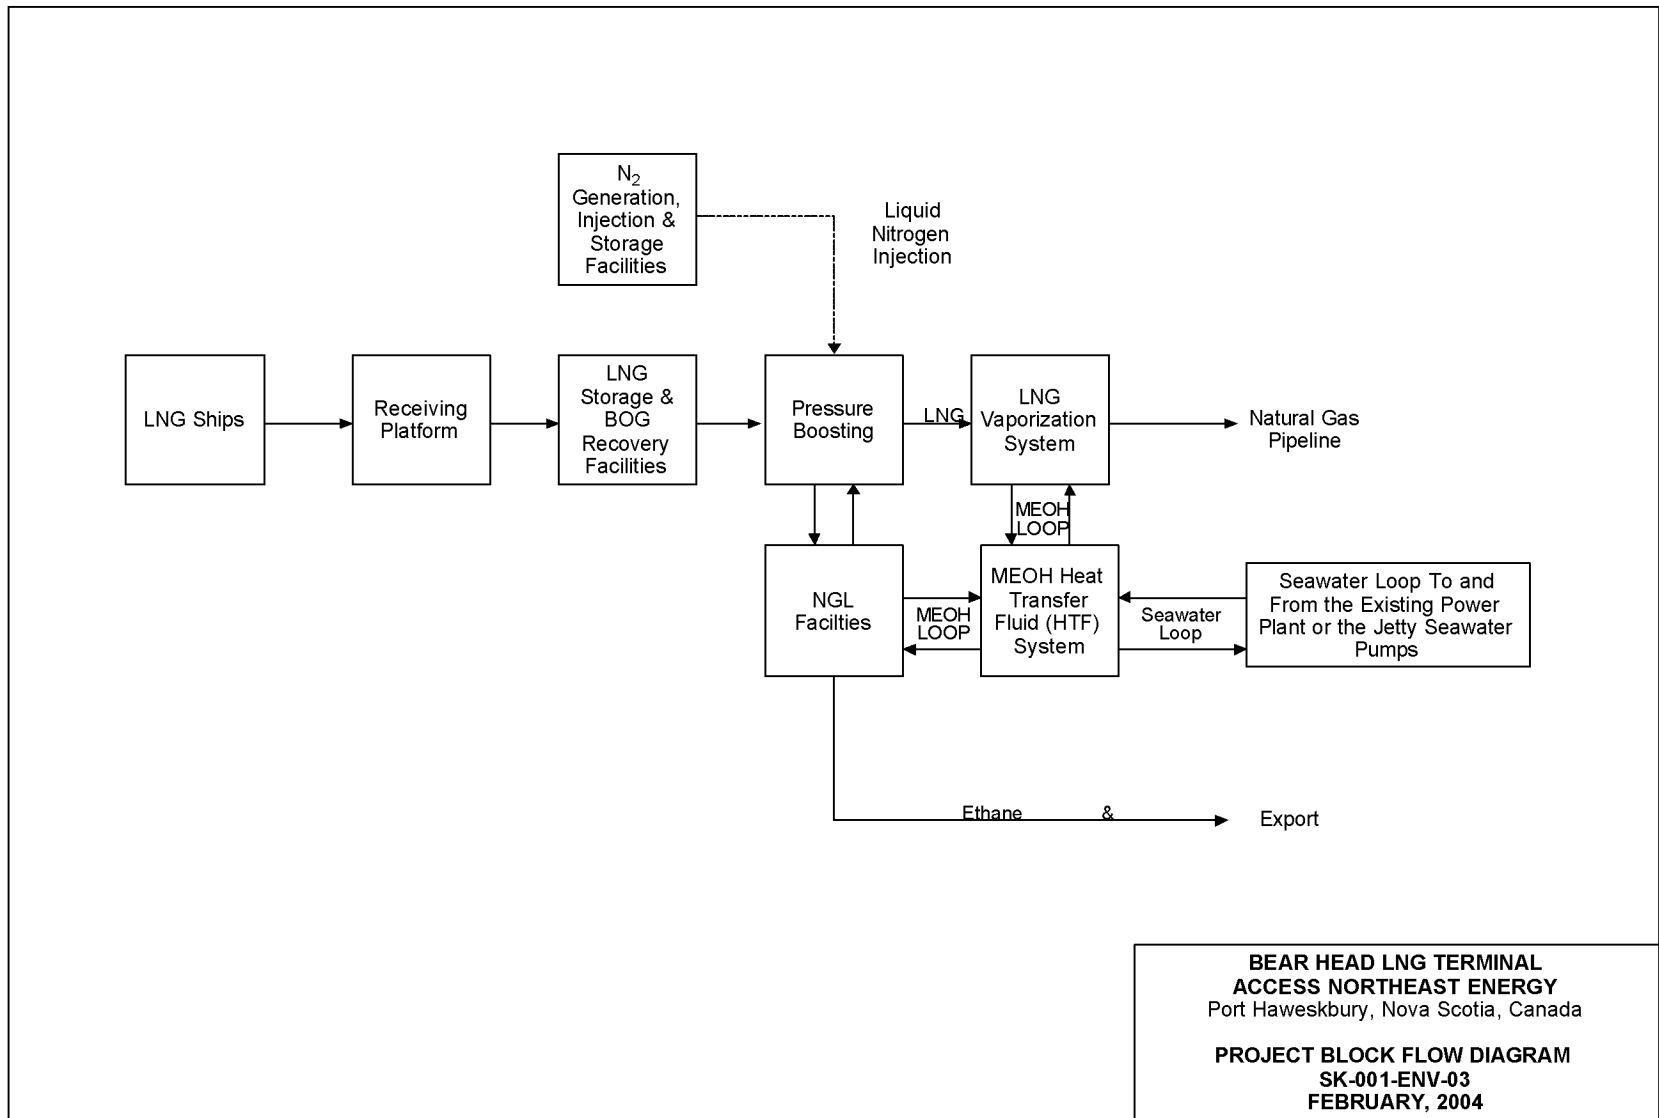 N2
Generation,
Injection &
Storage
Facilities
Liquid
Nitrogen
Injection
LNG Ships
Receiving
Platform
LNG
Storage &
BOG
Recovery
Facilities
Pressure
Boosting
LNG
LNG
Vaporization
System
Natural Gas
Pipeline
MEOH
LOOP
NGL
Facilties
MEOH
LOOP
MEOH Heat
Transfer
Fluid (HTF)
System
Seawater
Loop
Seawater Loop To and
From the Existing Power
Plant or the Jetty Seawater
Pumps
Ethane &
Export
BEAR HEAD LNG TERMINAL
ACCESS NORTHEAST ENERGY
Port Haweskbury, Nova Scotia, Canada
PROJECT BLOCK FLOW DIAGRAM
SK-001-ENV-03
FEBRUARY, 2004